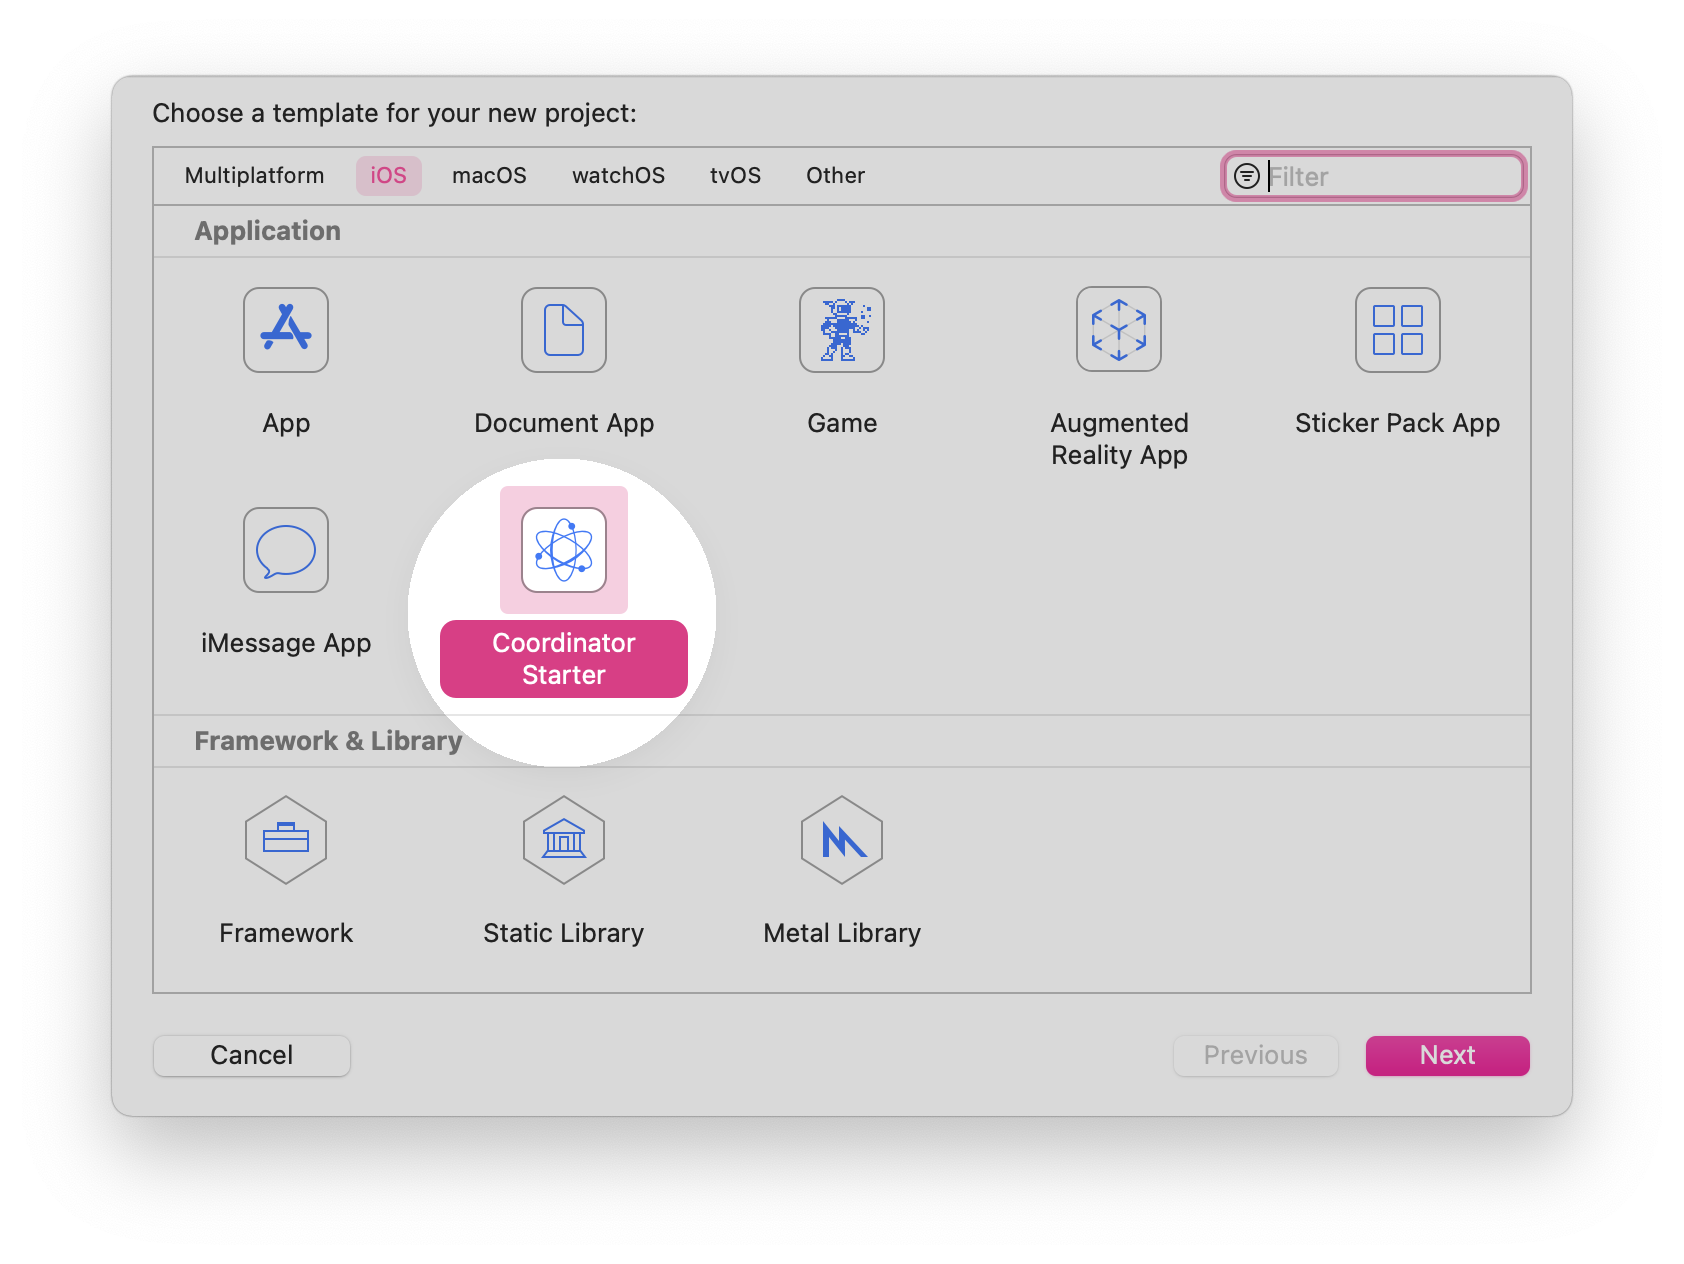 Choose a template for your new project:
Multiplatform iOS macOS watchOS tvOS Other Filter
Application
App Document App Game Augmented Reality App Sticker Pack App
iMessage App Coordinator Starter
Framework & Library
Framework Static Library Metal Library
Cancel Previous Next